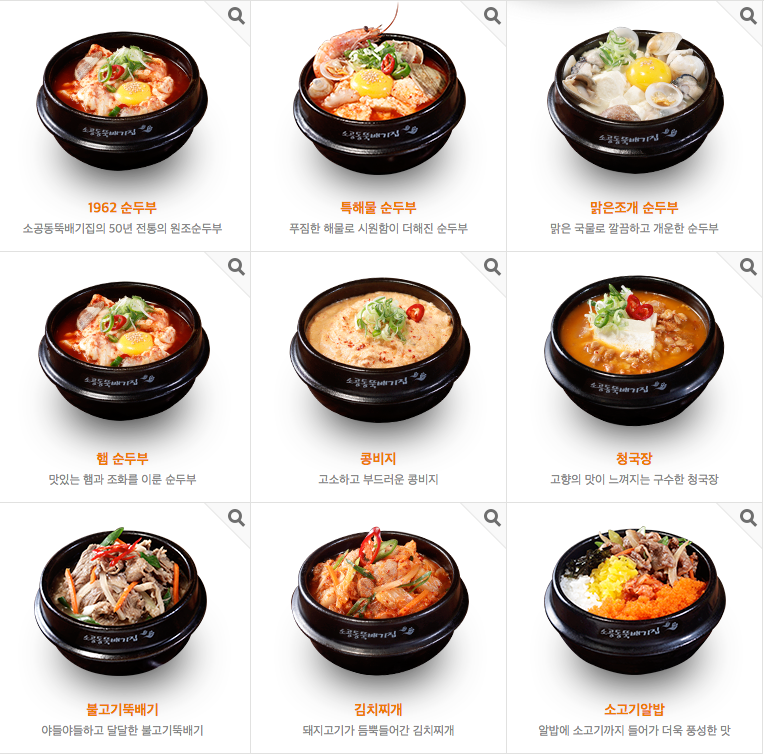 소공동뚝배기집
소공동뚝배기집
소공동뚝배기집
1962 순두부
특해물 순두부
맑은조개 순두부
소공동뚝배기집의 50년 전통의 원조순두부
푸짐한 해물로 시원함이 더해진 순두부
맑은 국물로 깔끔하고 개운한 순두부
소공동뚝배기집
소공동뚝배기집
소공동뚝배기집
햄 순두부
콩비지
청국장
맛있는 햄과 조화를 이룬 순두부
고소하고 부드러운 콩비지
고향의 맛이 느껴지는 구수한 청국장
소공동뚝배기집
소공동뚝배기집
소공동뚝배기집
불고기뚝배기
김치찌개
소고기알밥
야들야들하고 달달한 불고기뚝배기
돼지고기가 듬뿍들어간 김치찌개
알밥에 소고기까지 들어가 더욱 풍성한 맛